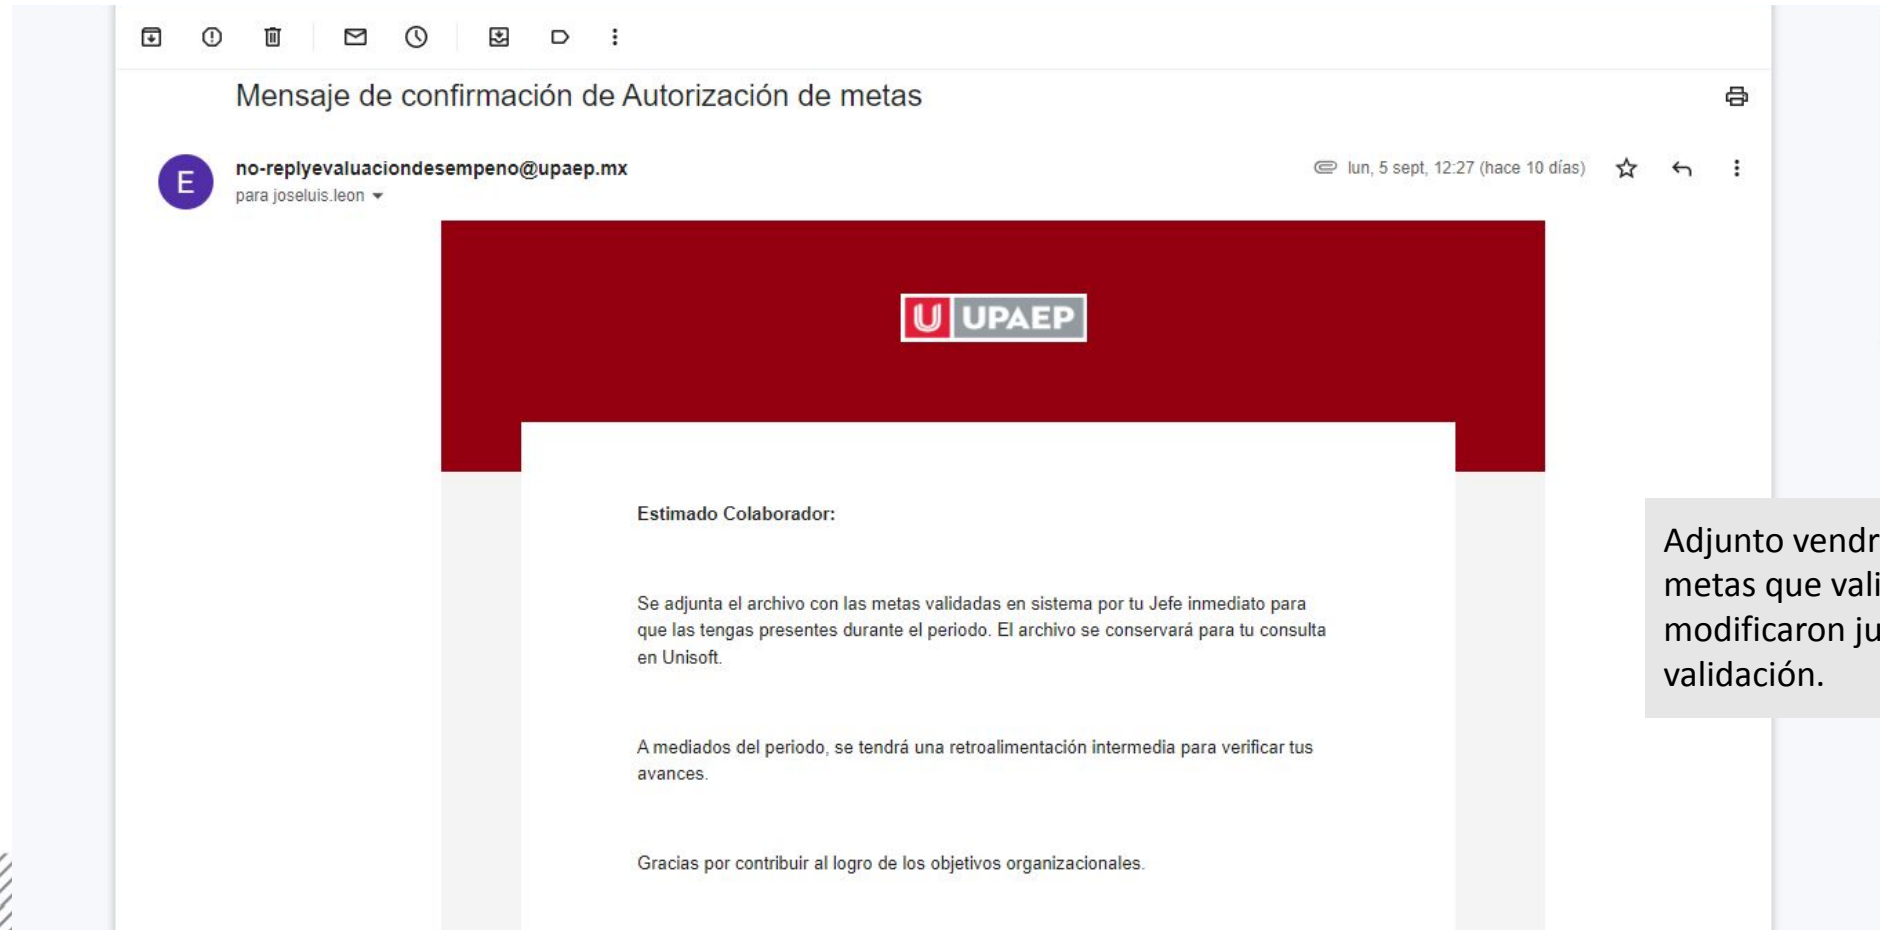 Mensaje de confirmación de Autorización de metas
E
no-replyevaluaciondesempeno@upaep.mx
lun, 5 sept, 12:27 (hace 10 días)
para joseluis.leon
U UPAEP
Estimado Colaborador:
Se adjunta el archivo con las metas validadas en sistema por tu Jefe inmediato para
que las tengas presentes durante el periodo. El archivo se conservará para tu consulta
en Unisoft.
A mediados del periodo, se tendrá una retroalimentación intermedia para verificar tus
avances.
Gracias por contribuir al logro de los objetivos organizacionales.
Adjunto
metas que
modificaron
validación.